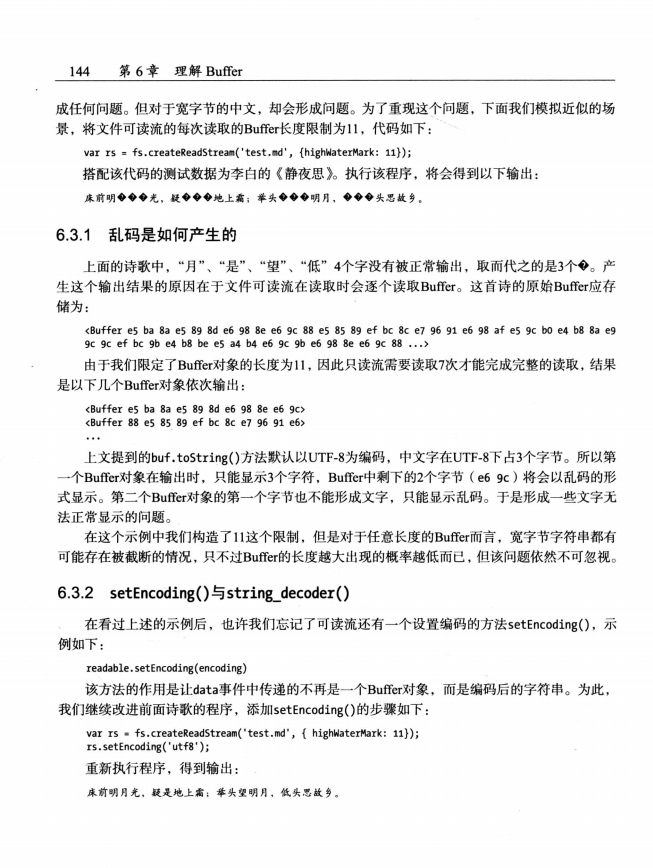 144 第6章 理解 Buffer
成任何问题。但对于宽字节的中文，却会形成问题。为了重现这个问题，下面我们模拟近似的场
景，将文件可读流的每次读取的Buffer长度限制为11，代码如下：
var rs = fs.createReadStream('test.md', {highWaterMark: 11});
搭配该代码的测试数据为李白的《静夜思》。执行该程序，将会得到以下输出：
床前明���光，疑���地上霜；举头���明月，���头思故乡。
6.3.1 乱码是如何产生的
上面的诗歌中，“月”、“是”、“望”、“低”4个字没有被正常输出，取而代之的是3个�。产
生这个输出结果的原因在于文件可读流在读取时会逐个读取Buffer。这首诗的原始Buffer应存
储为：
<Buffer e5 ba 8a e5 89 8d e6 98 8e e6 9c 88 e5 85 89 ef bc 8c e7 96 91 e6 98 af e5 9c b0 e4 b8 8a e9
9c 9c ef bc 9b e4 b8 be e5 a4 b4 e6 9c 9b e6 98 8e e6 9c 88 ...>
由于我们限定了Buffer对象的长度为11，因此只读流需要读取7次才能完成完整的读取，结果
是以下几个Buffer对象依次输出：
<Buffer e5 ba 8a e5 89 8d e6 98 8e e6 9c>
<Buffer 88 e5 85 89 ef bc 8c e7 96 91 e6>
...
上文提到的buf.toString()方法默认以UTF-8为编码，中文字在UTF-8下占3个字节。所以第
一个Buffer对象在输出时，只能显示3个字符，Buffer中剩下的2个字节（e6 9c）将会以乱码的形
式显示。第二个Buffer对象的第一个字节也不能形成文字，只能显示乱码。于是形成一些文字无
法正常显示的问题。
在这个示例中我们构造了11这个限制，但是对于任意长度的Buffer而言，宽字节字符串都有
可能存在被截断的情况，只不过Buffer的长度越大出现的概率越低而已，但该问题依然不可忽视。
6.3.2 setEncoding()与string_decoder()
在看过上述的示例后，也许我们忘记了可读流还有一个设置编码的方法setEncoding()，示
例如下：
readable.setEncoding(encoding)
该方法的作用是让data事件中传递的不再是一个Buffer对象，而是编码后的字符串。为此，
我们继续改进前面诗歌的程序，添加setEncoding()的步骤如下：
var rs = fs.createReadStream('test.md', { highWaterMark: 11});
rs.setEncoding('utf8');
重新执行程序，得到输出：
床前明月光，疑是地上霜；举头望明月，低头思故乡。